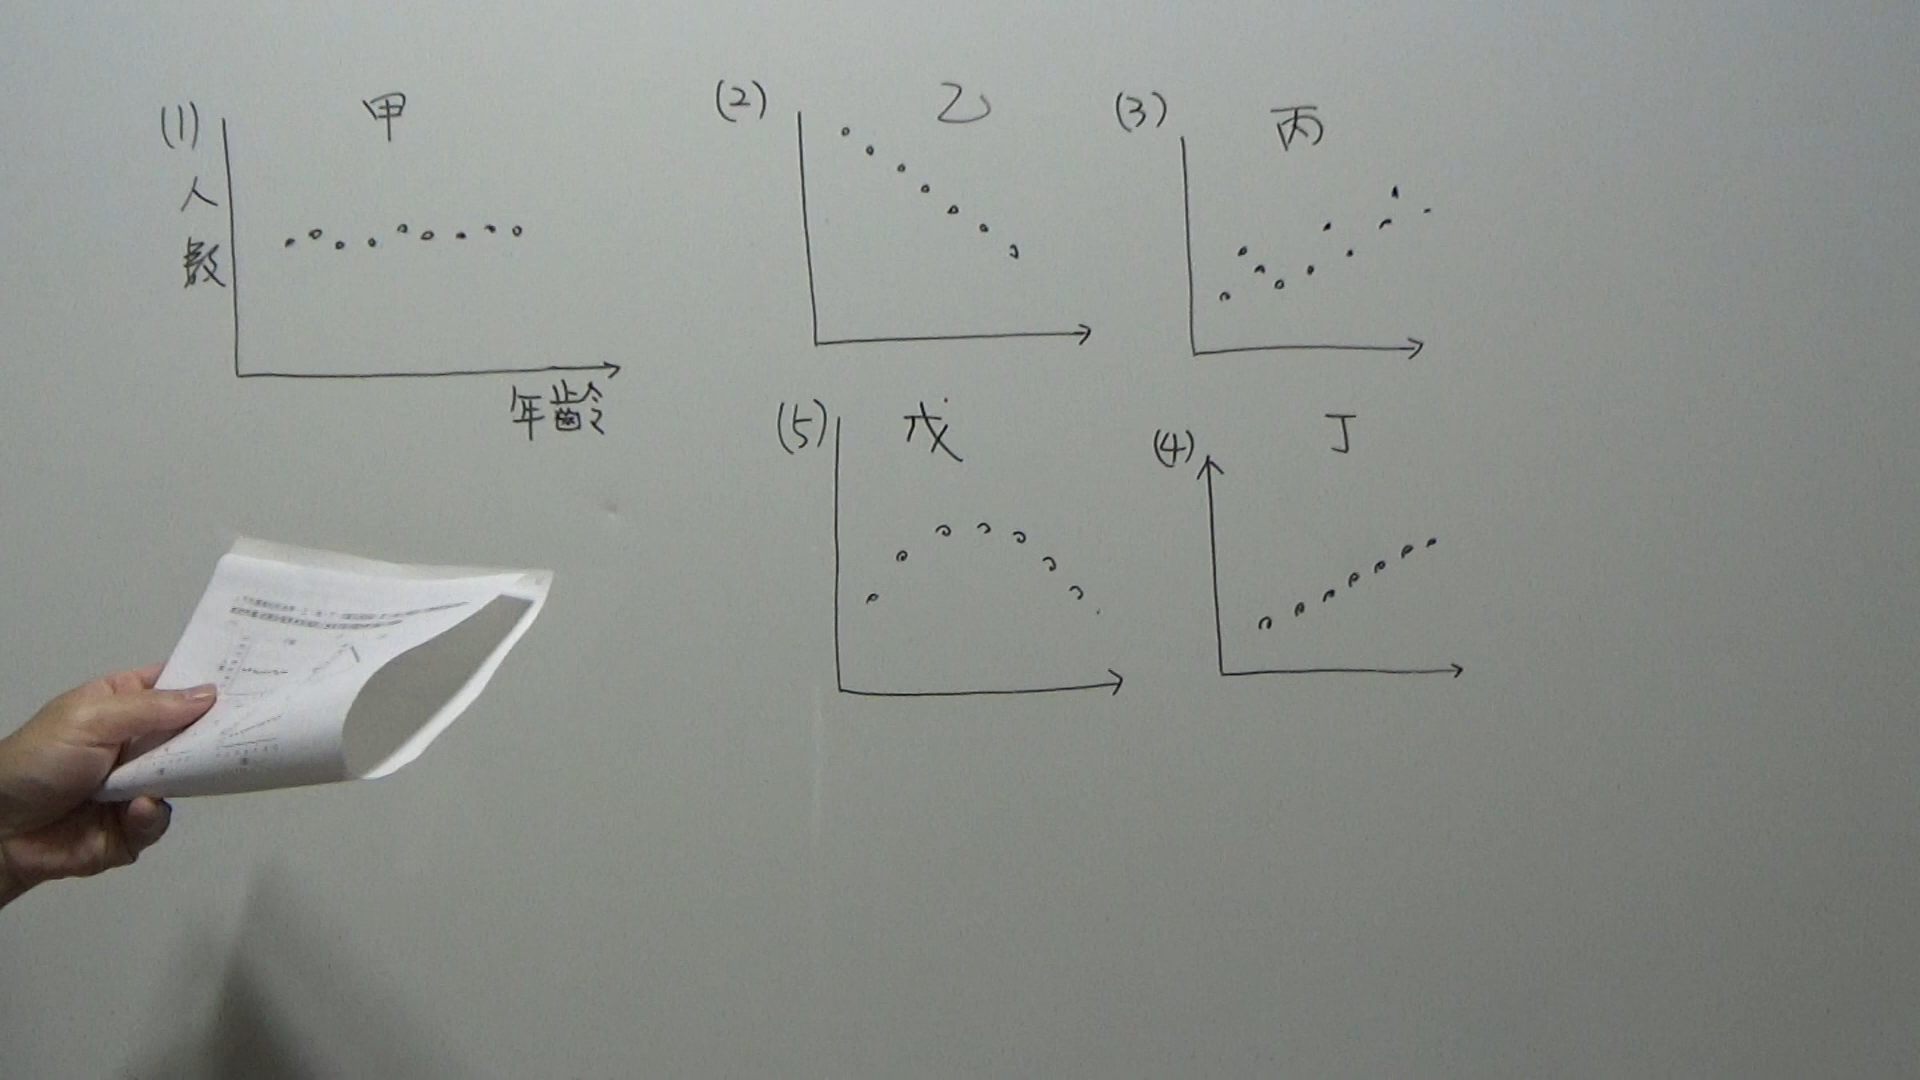 (1) 甲
人數
年齡
(2) 乙
(3) 丙
(5) 戊
(4) 丁